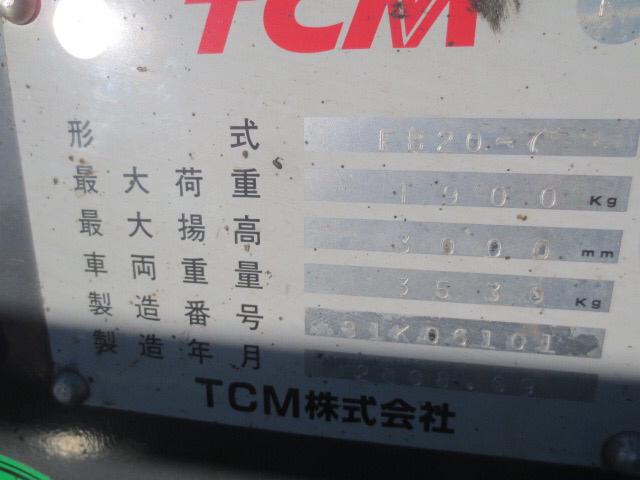 TCM
形式 FB20-7
最大荷重 1900 Kg
最大揚高 3000 mm
車両重量 3530 Kg
製造番号
製造年月
TCM株式会社